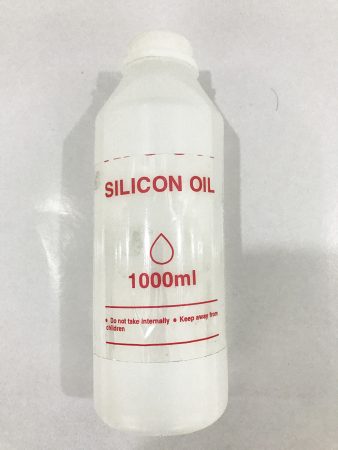 SILICON OIL
1000ml
• Do not take internally • Keep away from
children